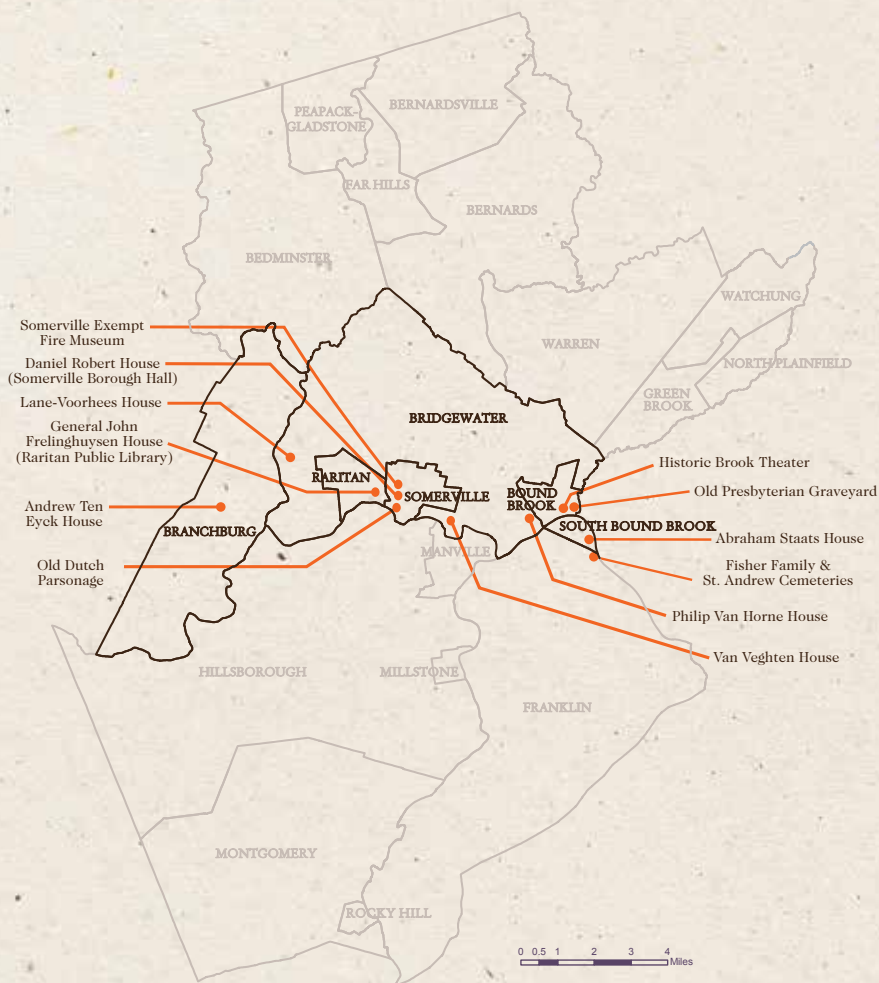 PEAPACK-
GLADSTONE
BERNARDSVILLE
FAR HILLS
BERNARDS
BEDMINSTER
WATCHUNG
WARREN
NORTH PLAINFIELD
GREEN
BROOK
Somerville Exempt
Fire Museum
Daniel Robert House
(Somerville Borough Hall)
Lane-Voorhees House
General John
Frelinghuysen House
(Raritan Public Library)
Andrew Ten
Eyck House
Old Dutch
Parsonage
BRIDGEWATER
RARITAN
SOMERVILLE
BOUND
BROOK
SOUTH BOUND BROOK
BRANCHBURG
MANVILLE
Historic Brook Theater
Old Presbyterian Graveyard
Abraham Staats House
Fisher Family &
St. Andrew Cemeteries
Philip Van Horne House
Van Veghten House
HILLSBOROUGH
MILLSTONE
FRANKLIN
MONTGOMERY
ROCKY HILL
0 0.5 1 2 3 4
Miles